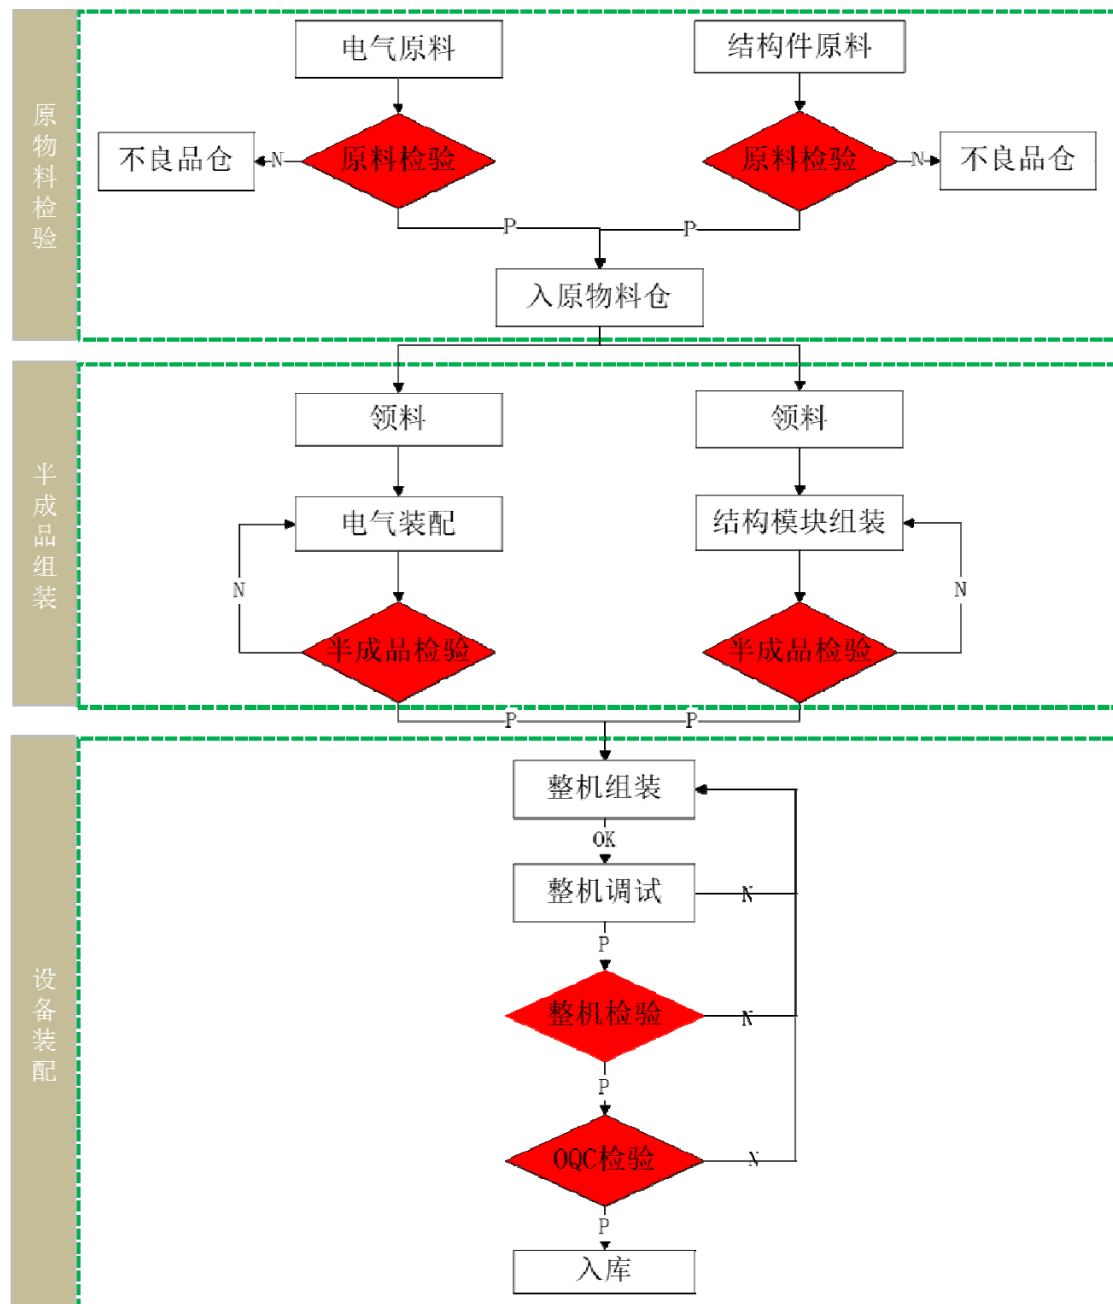 原物料检验
电气原料
结构件原料
不良品仓
N
原料检验
原料检验
N
不良品仓
P
P
入原物料仓
半成品组装
领料
领料
电气装配
结构模块组装
N
N
半成品检验
半成品检验
P
P
设备装配
整机组装
OK
整机调试
N
P
整机检验
N
P
OQC检验
N
P
入库